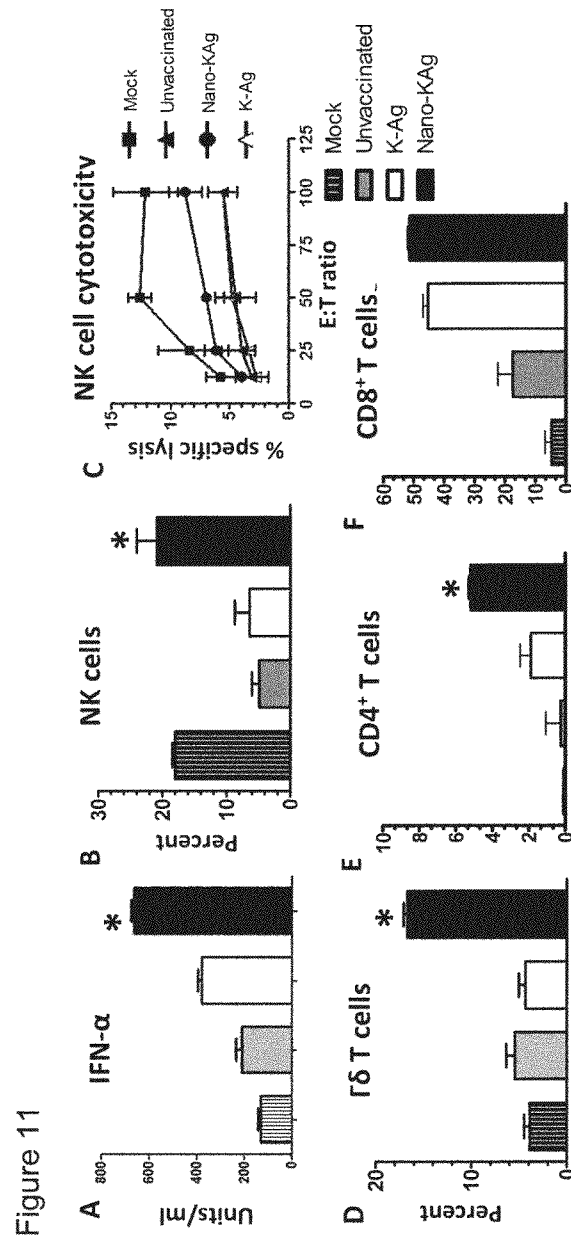 Figure 11
A
IFN-α
Units/ml
800
600
400
200
0
*
B
NK cells
Percent
30
20
10
0
*
C
NK cell cytotoxicity
% specific lysis
15
10
5
0
0 25 50 75 100 125
E:T ratio
Mock
Unvaccinated
Nano-KAg
K-Ag
D
Γδ T cells
Percent
20
10
0
*
E
CD4+ T cells
10
8
6
4
2
0
*
F
CD8+ T cells
60
50
40
30
20
10
0
Mock
Unvaccinated
K-Ag
Nano-KAg